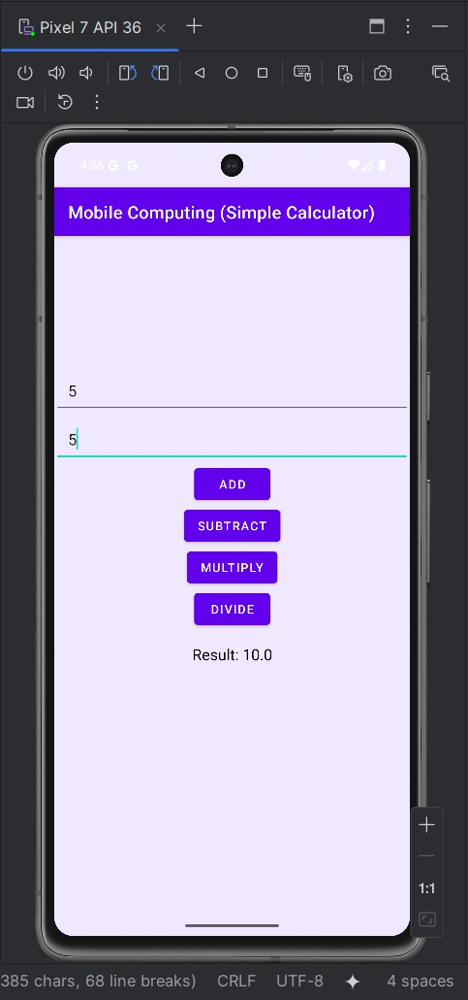 Pixel 7 API 36
4:56 G G
Mobile Computing (Simple Calculator)
5
5
ADD
SUBTRACT
MULTIPLY
DIVIDE
Result: 10.0
1:1
385 chars, 68 line breaks) CRLF UTF-8 4 spaces